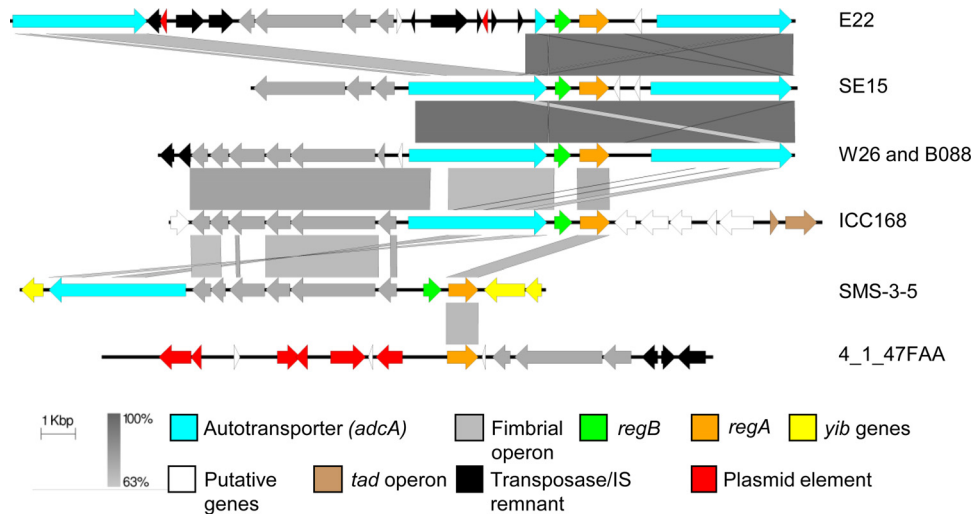 E22
SE15
W26 and B088
ICC168
SMS-3-5
4_1_47FAA
1 Kbp
100%
63%
Autotransporter (adcA)
Fimbrial
operon
regB
regA
yib genes
Putative
genes
tad operon
Transposase/IS
remnant
Plasmid element